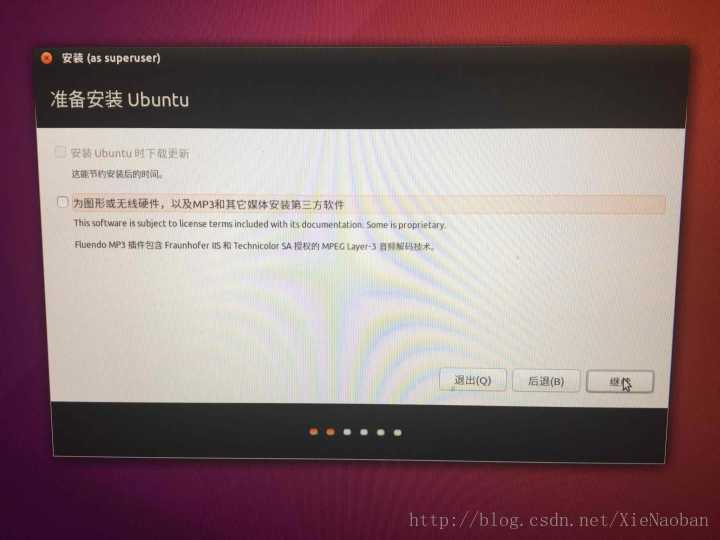 安装 (as superuser)
准备安装 Ubuntu
安装 Ubuntu 时下载更新
这能节约安装后的时间。
为图形或无线硬件，以及MP3和其它媒体安装第三方软件
This software is subject to license terms included with its documentation. Some is proprietary.
Fluendo MP3 插件包含 Fraunhofer IIS 和 Technicolor SA 授权的 MPEG Layer-3 音频解码技术。
退出(Q) 后退(B) 继续
http://blog.csdn.net/XieNaoban